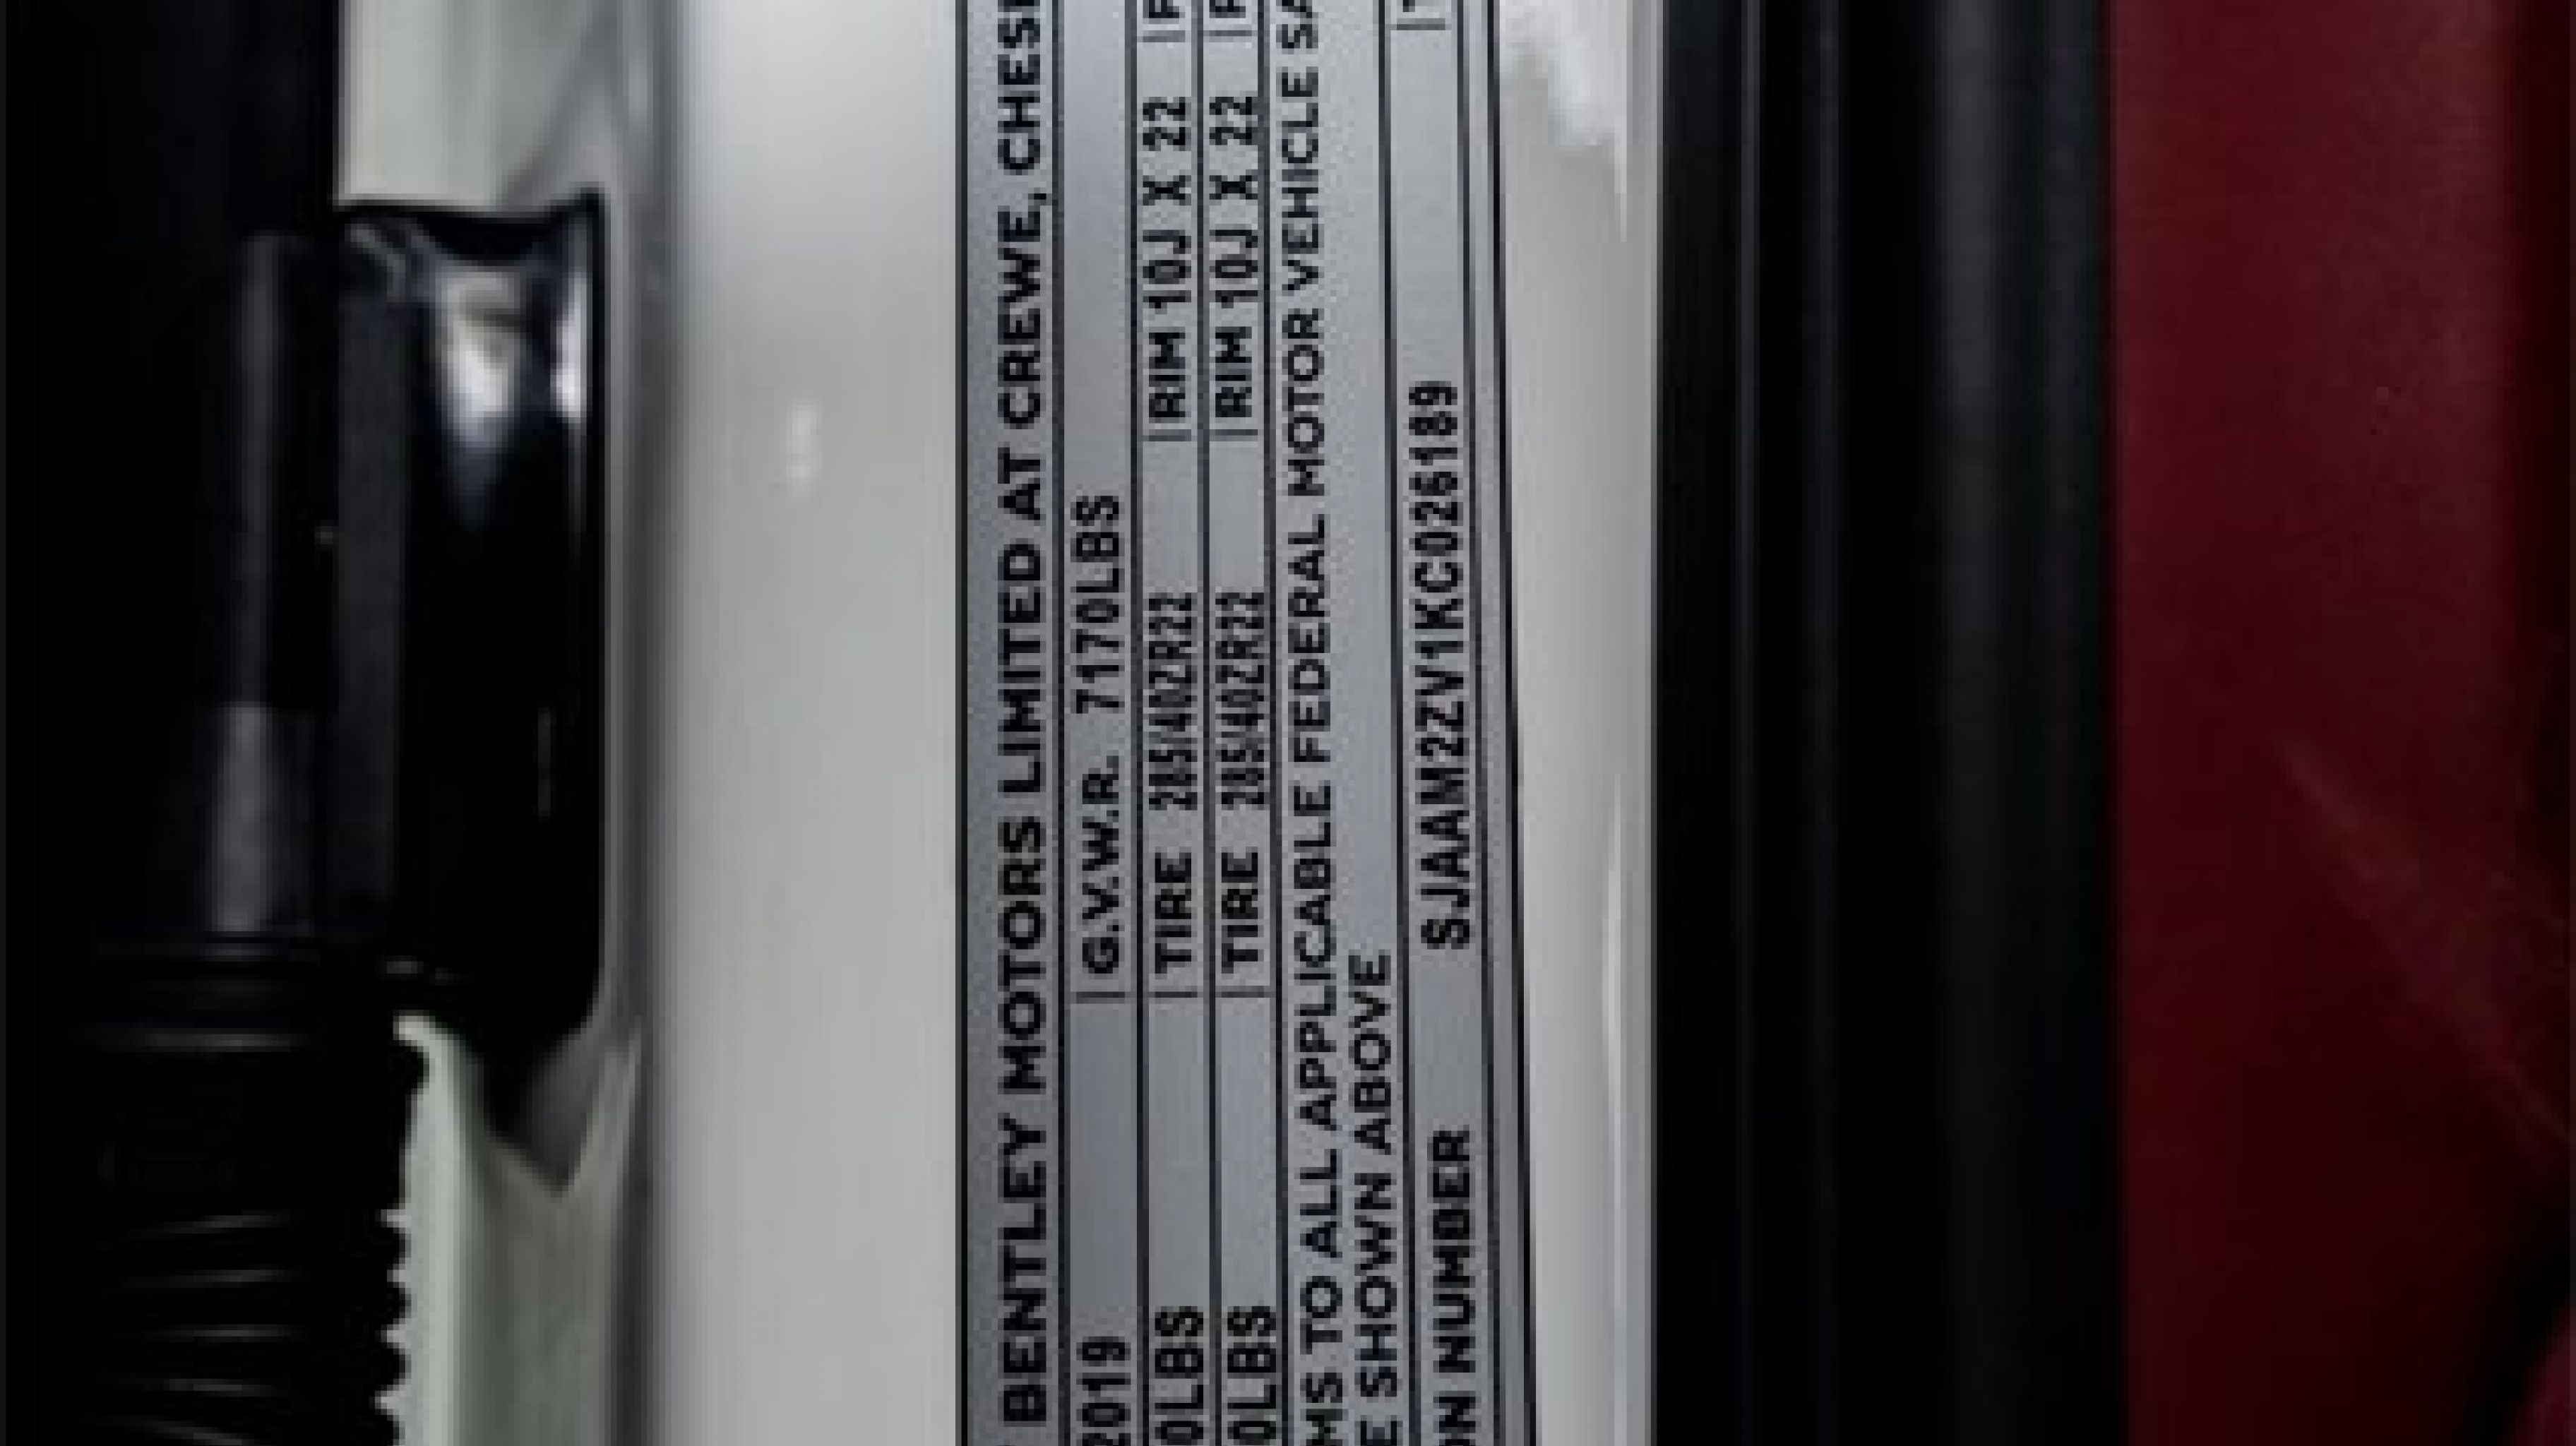 BENTLEY MOTORS LIMITED AT CREWE,
2019 G.V.W.R. 7170LBS
0LBS TIRE 285/40ZR22 RIM 10J X 22
0LBS TIRE 285/40ZR22 RIM 10J X 22
MS TO ALL APPLICABLE FEDERAL MOTOR VEHICLE SA
E SHOWN ABOVE
ON NUMBER SJAAM2ZV1KC026189